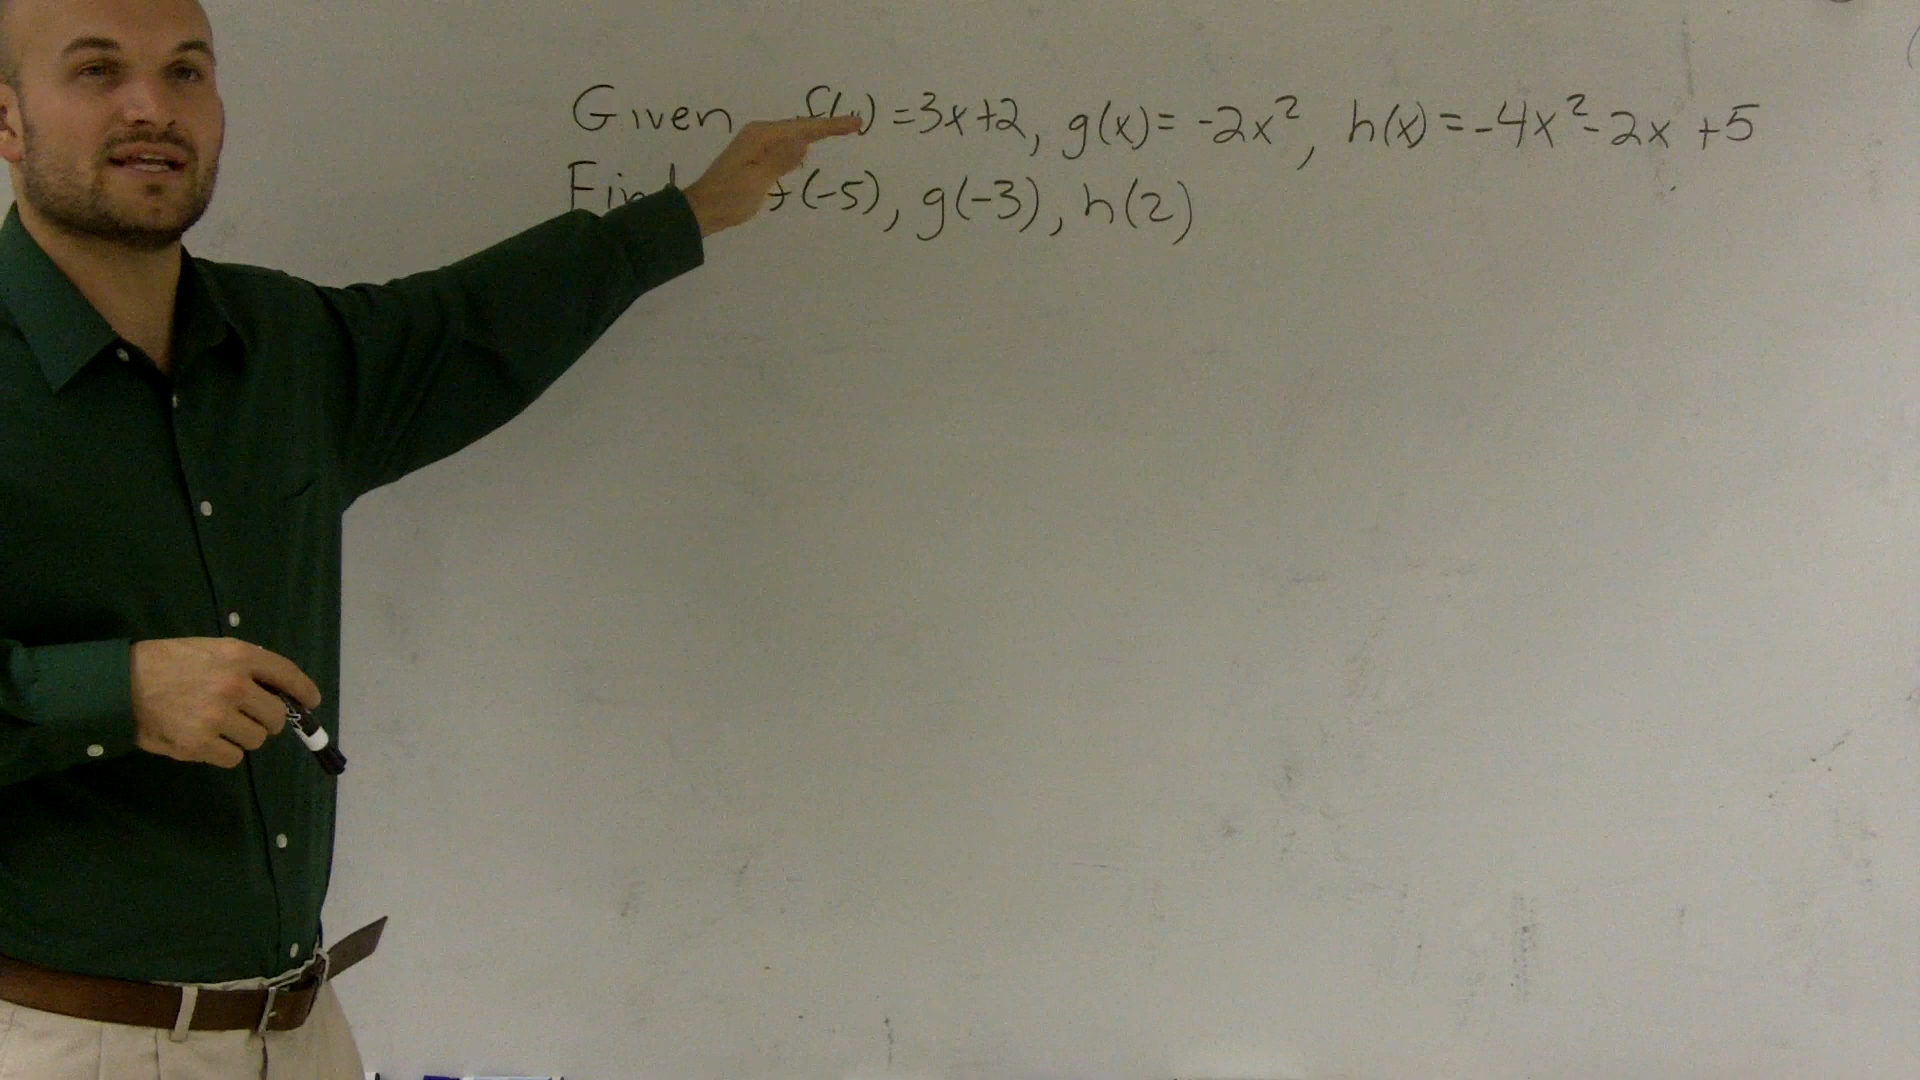 Given f(x) = 3x+2, g(x) = -2x², h(x) = -4x²-2x+5
Find f(-5), g(-3), h(2)